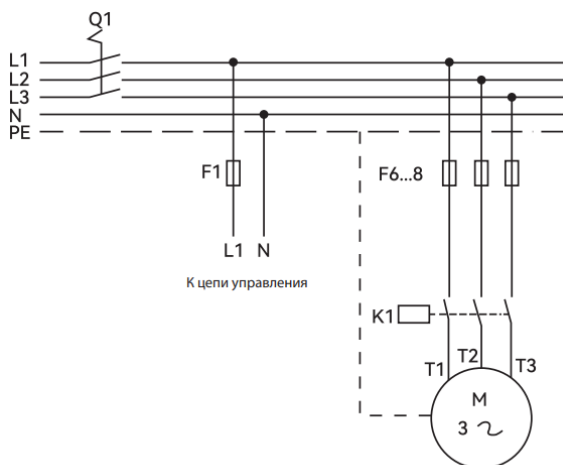 Q1
L1
L2
L3
N
PE
F1
F6...8
L1 N
К цепи управления
K1
T1 T2 T3
M
3 ~